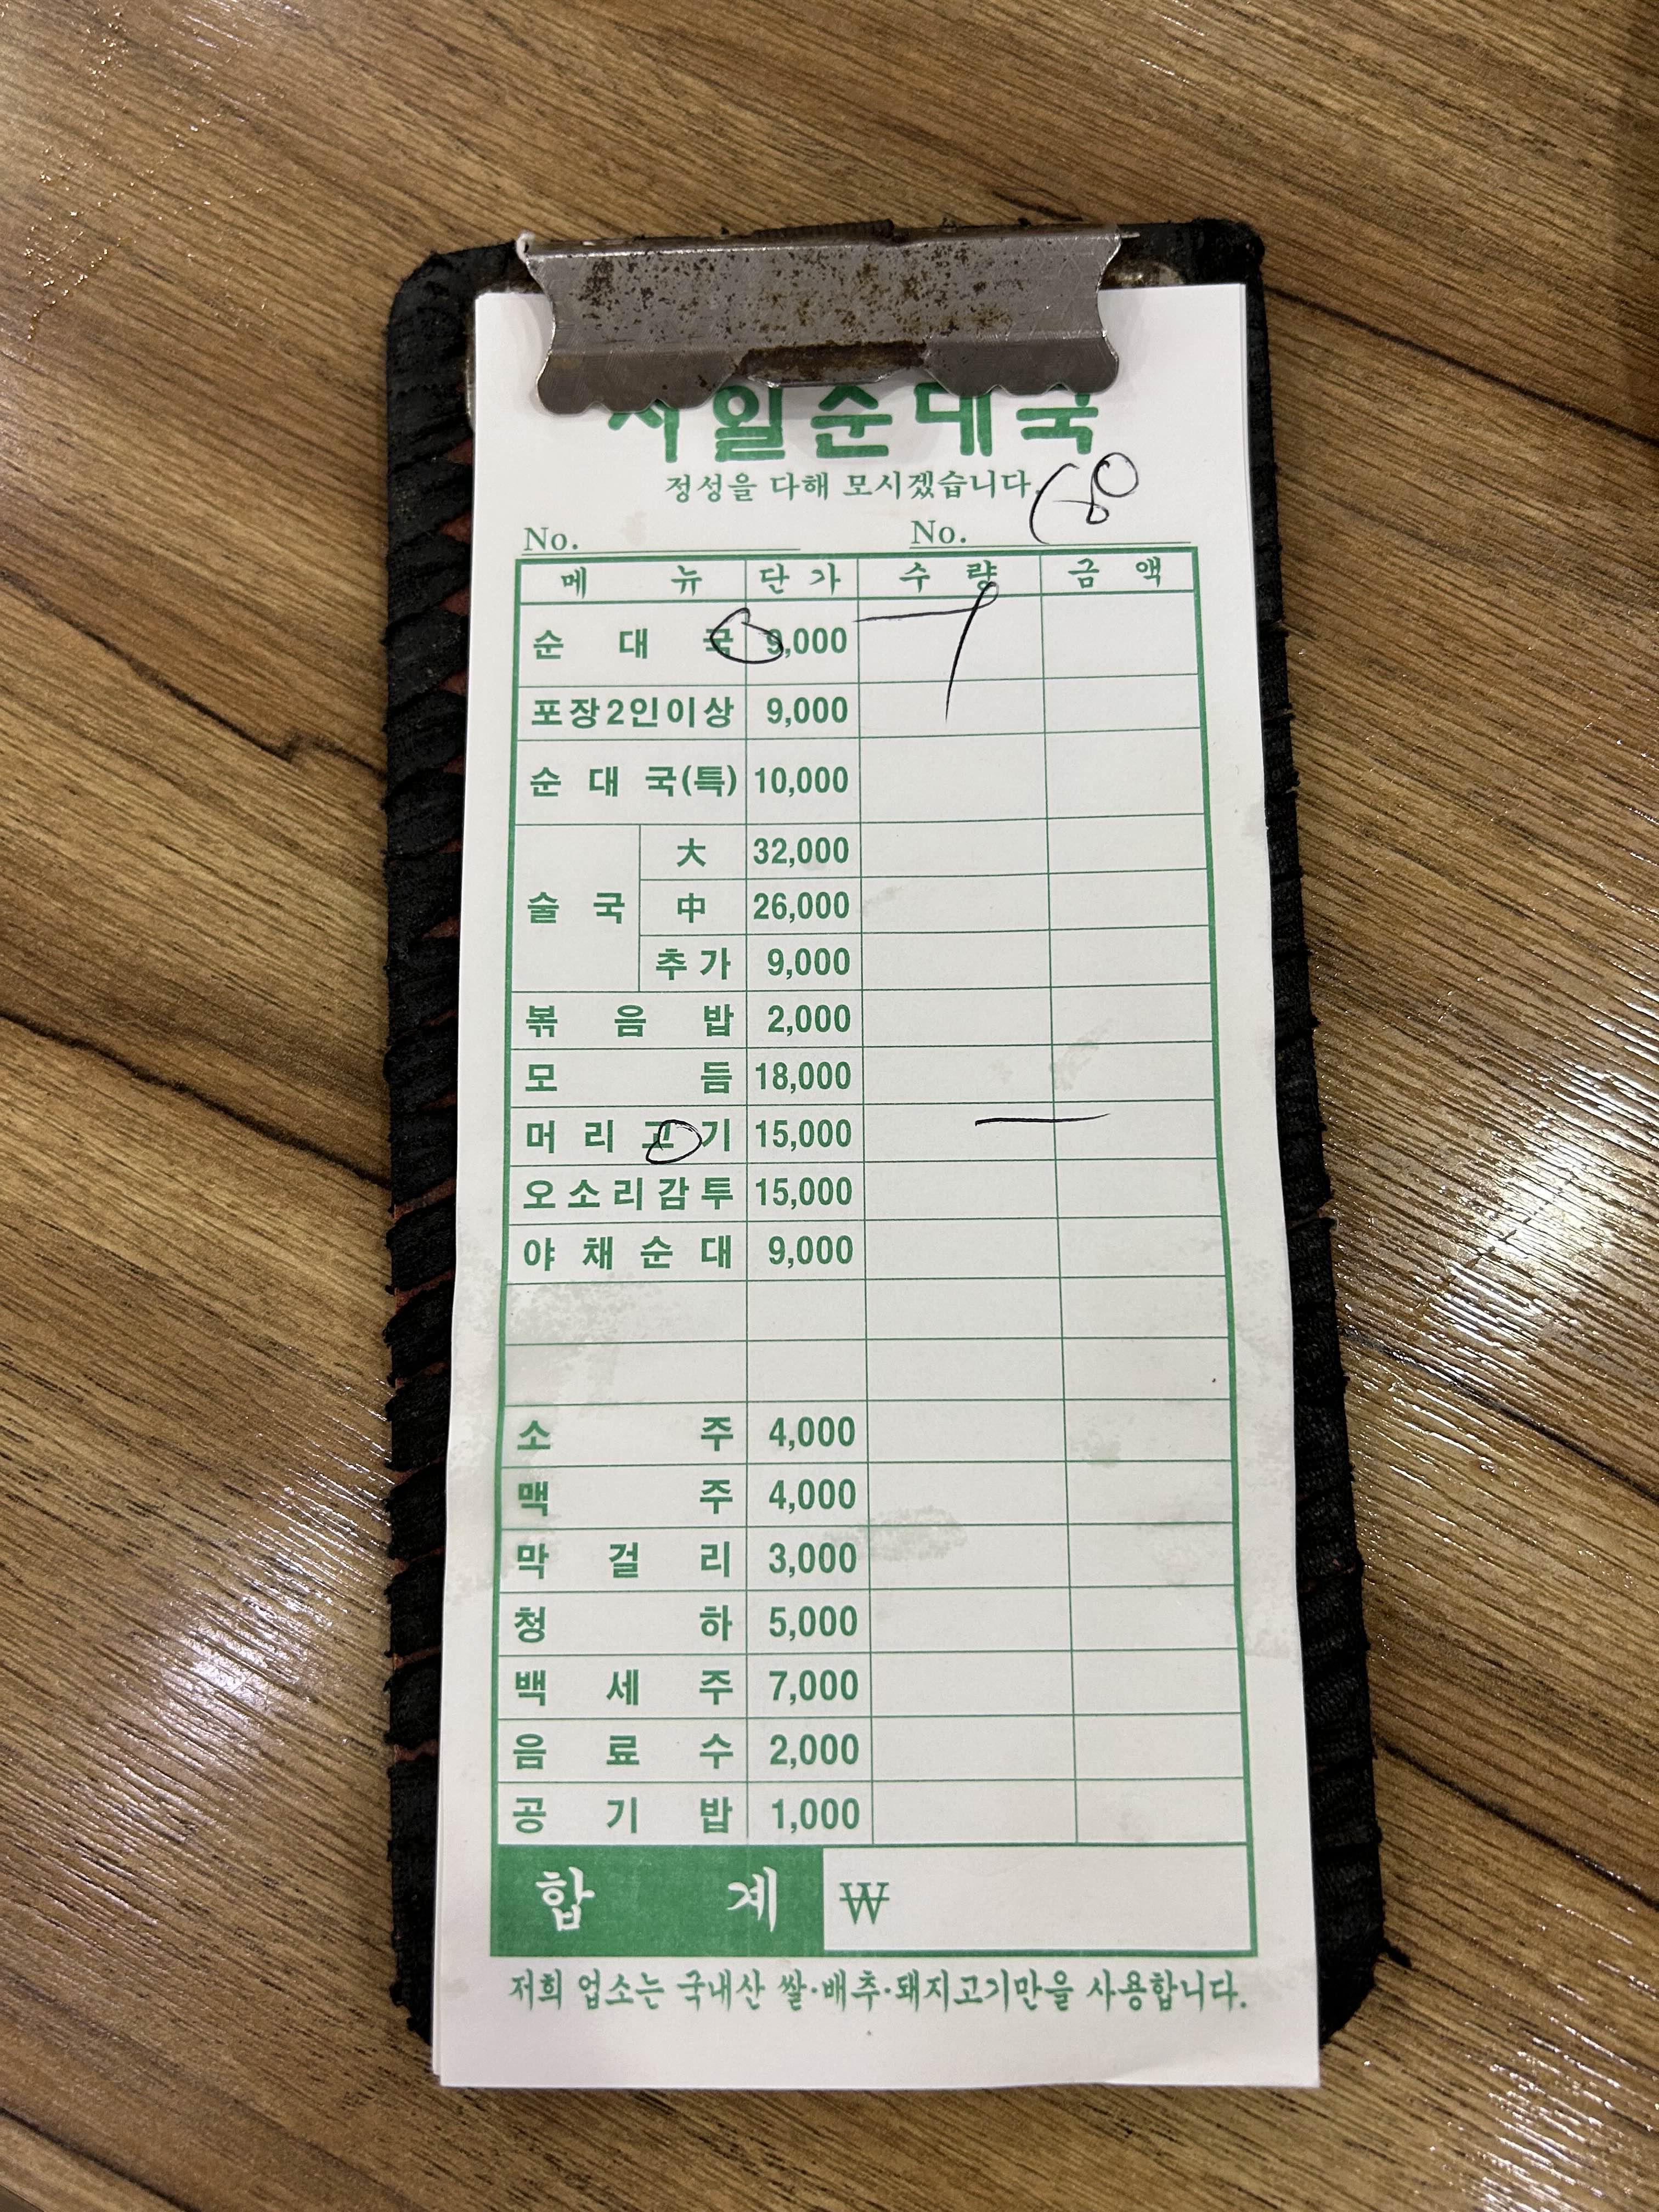 서일순대국
정성을 다해 모시겠습니다.
No. No.
메뉴 단가 수량 금액
순대국 9,000
포장2인이상 9,000
순대국(특) 10,000
술국 大 32,000
中 26,000
추가 9,000
볶음밥 2,000
모듬 18,000
머리고기 15,000
오소리감투 15,000
야채순대 9,000
소주 4,000
맥주 4,000
막걸리 3,000
청하 5,000
백세주 7,000
음료수 2,000
공기밥 1,000
합계 ₩
저희 업소는 국내산 쌀·배추·돼지고기만을 사용합니다.